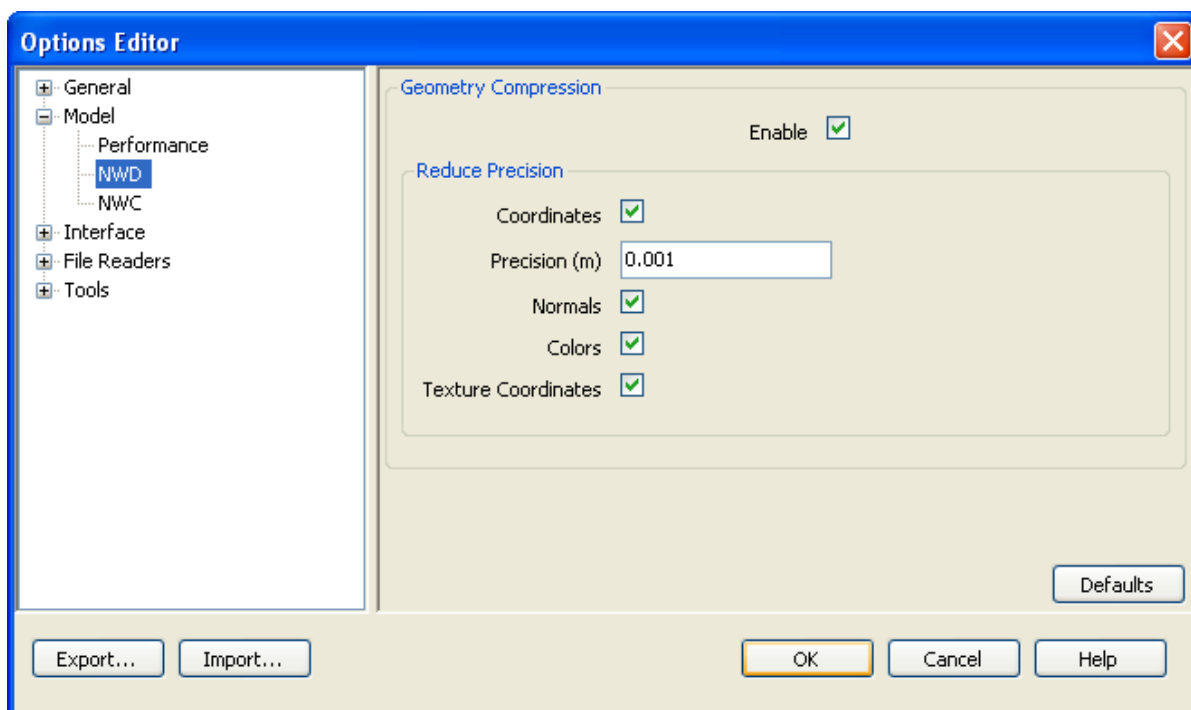 Options Editor
General
Model
Performance
NWD
NWC
Interface
File Readers
Tools
Geometry Compression
Enable
Reduce Precision
Coordinates
Precision (m) 0.001
Normals
Colors
Texture Coordinates
Defaults
Export... Import... OK Cancel Help